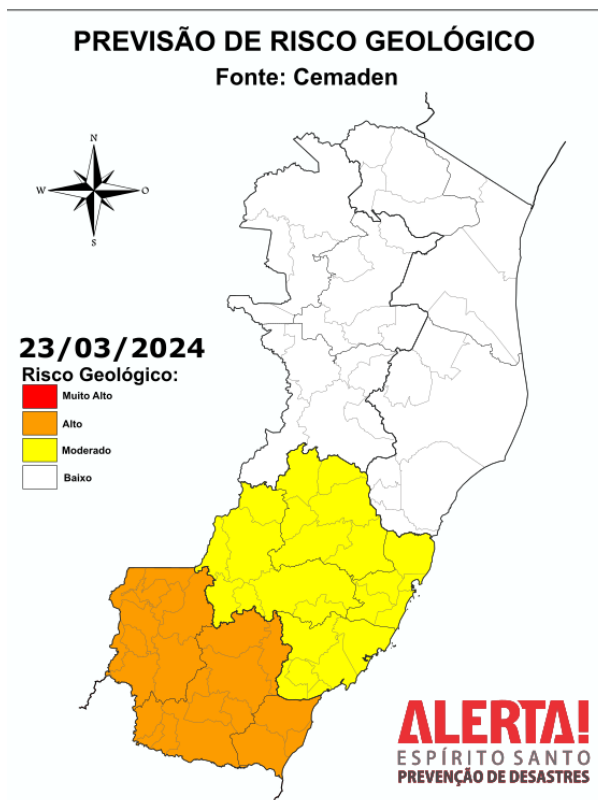 PREVISÃO DE RISCO GEOLÓGICO
Fonte: Cemaden
N
W
O
S
23/03/2024
Risco Geológico:
Muito Alto
Alto
Moderado
Baixo
ALERTA!
ESPÍRITO SANTO
PREVENÇÃO DE DESASTRES